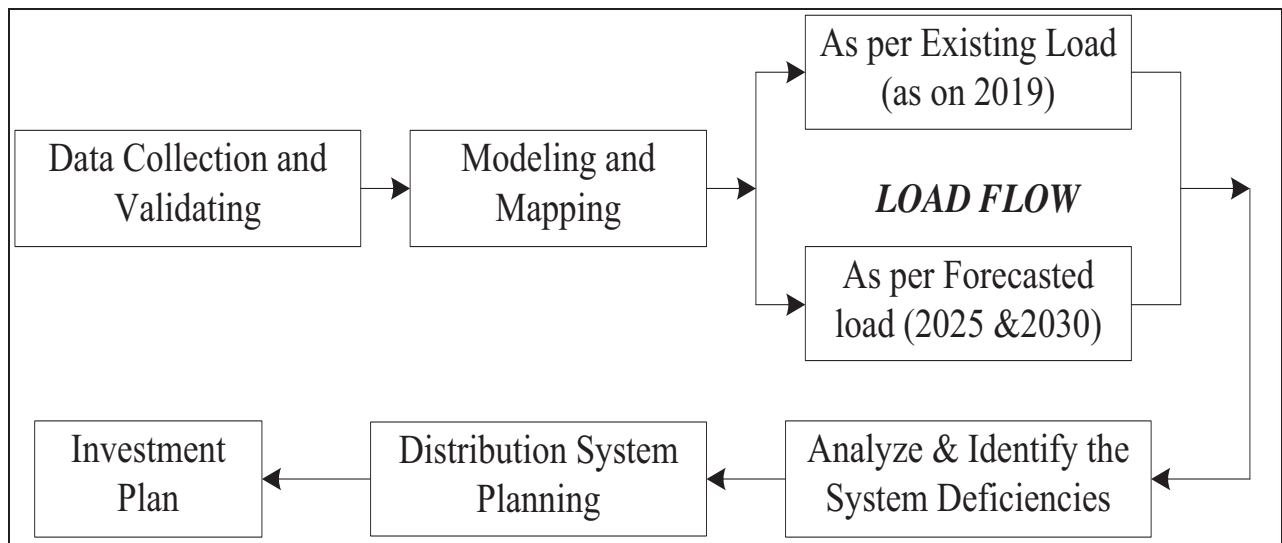 Data Collection and
Validating
Modeling and
Mapping
As per Existing Load
(as on 2019)
LOAD FLOW
As per Forecasted
load (2025 &2030)
Analyze & Identify the
System Deficiencies
Distribution System
Planning
Investment
Plan